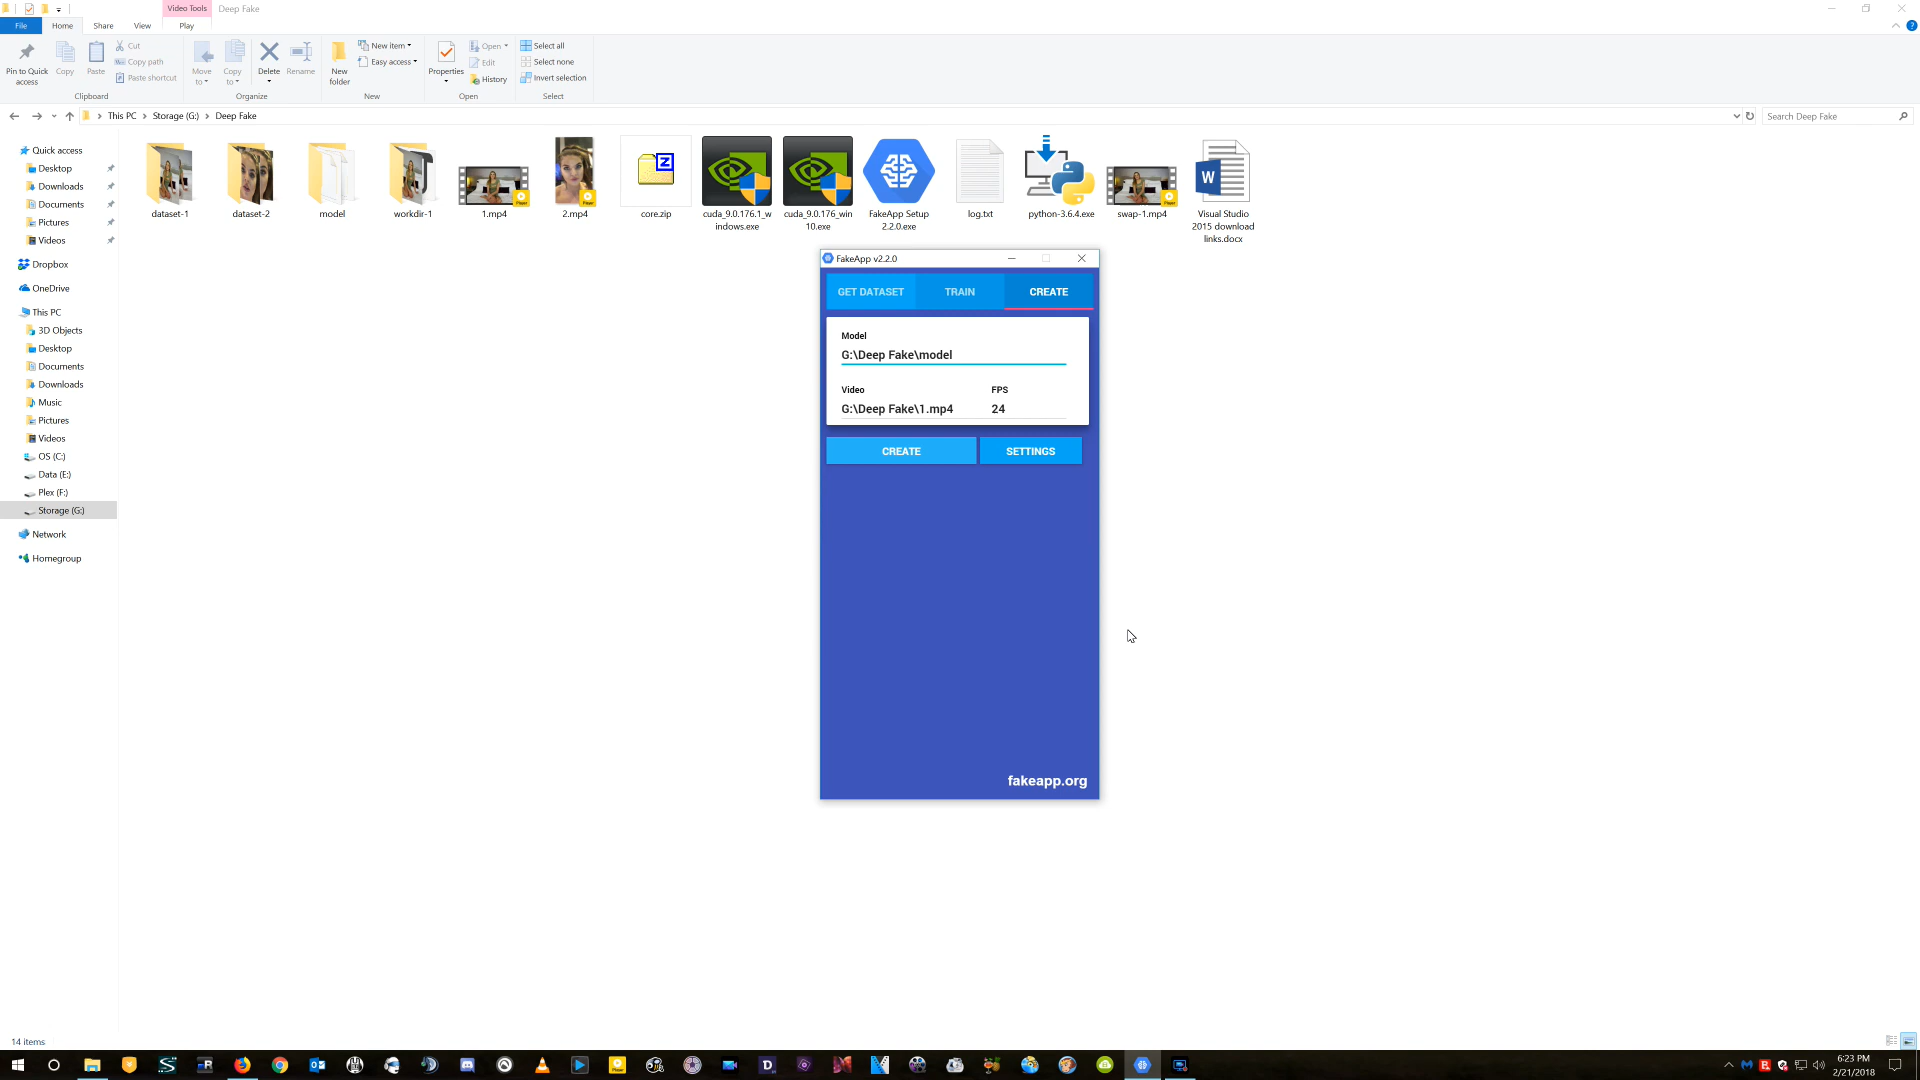 Video Tools
Deep Fake
File
Home
Share
View
Play
Pin to Quick
access
Copy
Paste
Cut
Copy path
Paste shortcut
Clipboard
Move
to
Copy
to
Delete
Rename
Organize
New
folder
New item
Easy access
New
Properties
Open
Edit
History
Open
Select all
Select none
Invert selection
Select
This PC
Storage (G:)
Deep Fake
Search Deep Fake
Quick access
Desktop
Downloads
Documents
Pictures
Videos
Dropbox
OneDrive
This PC
3D Objects
Desktop
Documents
Downloads
Music
Pictures
Videos
OS (C:)
Data (E:)
Plex (F:)
Storage (G:)
Network
Homegroup
dataset-1
dataset-2
model
workdir-1
1.mp4
2.mp4
core.zip
cuda_9.0.176.1_w
indows.exe
cuda_9.0.176_win
10.exe
FakeApp Setup
2.2.0.exe
log.txt
python-3.6.4.exe
swap-1.mp4
Visual Studio
2015 download
links.docx
FakeApp v2.2.0
GET DATASET
TRAIN
CREATE
Model
G:\Deep Fake\model
Video
FPS
G:\Deep Fake\1.mp4
24
CREATE
SETTINGS
fakeapp.org
14 items
6:23 PM
2/21/2018